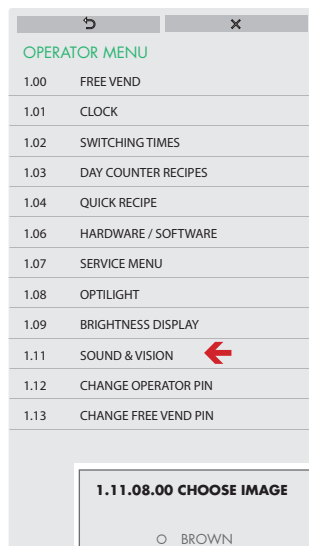 OPERATOR MENU
1.00 FREE VEND
1.01 CLOCK
1.02 SWITCHING TIMES
1.03 DAY COUNTER RECIPES
1.04 QUICK RECIPE
1.06 HARDWARE / SOFTWARE
1.07 SERVICE MENU
1.08 OPTILIGHT
1.09 BRIGHTNESS DISPLAY
1.11 SOUND & VISION
1.12 CHANGE OPERATOR PIN
1.13 CHANGE FREE VEND PIN
1.11.08.00 CHOOSE IMAGE
BROWN